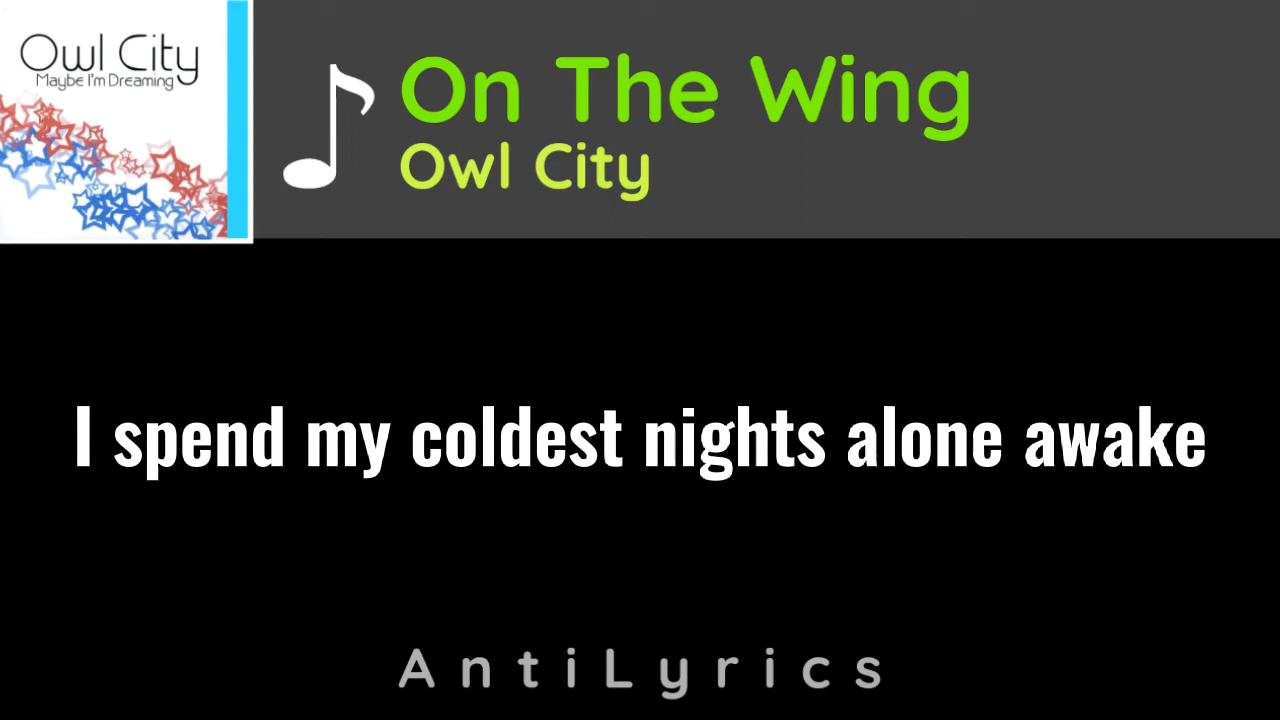 Owl City
Maybe I'm Dreaming
On The Wing
Owl City
I spend my coldest nights alone awake
AntiLyrics